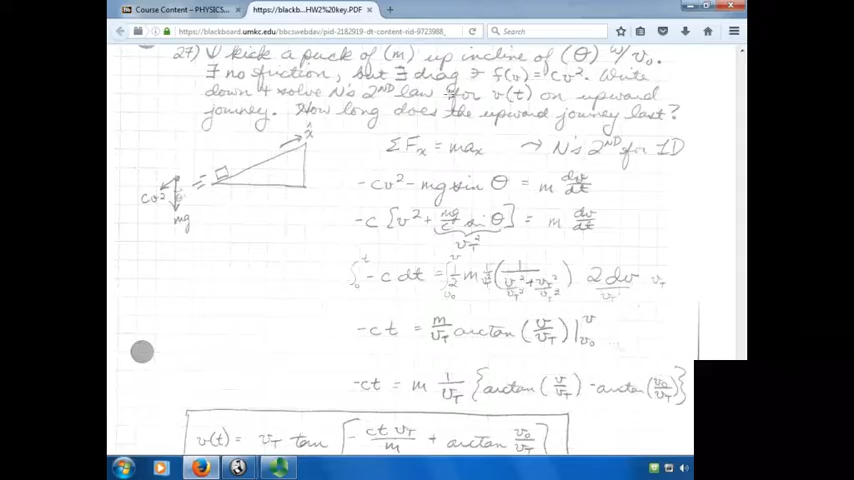 Course Content – PHYSICS...
https://blackb...HW2%20key.PDF
https://blackboard.umkc.edu/bbcswebdav/pid-2182919-dt-content-rid-9723988_
Search
27) I kick a puck of (m) up incline of (θ) w/ v₀.
∃ no friction, but ∃ drag ∋ f(v) = cv². Write
down + solve N's 2ND law for v(t) on upward
journey. How long does the upward journey last?
x̂
ΣFx = max → N's 2ND for 1D
cv²
mg
-cv² - mg sin θ = m dv/dt
-c [v² + mg/c sin θ] = m dv/dt
v_T²
-ct = m/v_T arctan (v/v_T) |_{v₀}^{v}
-ct = m 1/v_T {arctan (v/v_T) - arctan (v₀/v_T)}
v(t) = v_T tan [- ct v_T/m + arctan v₀/v_T]